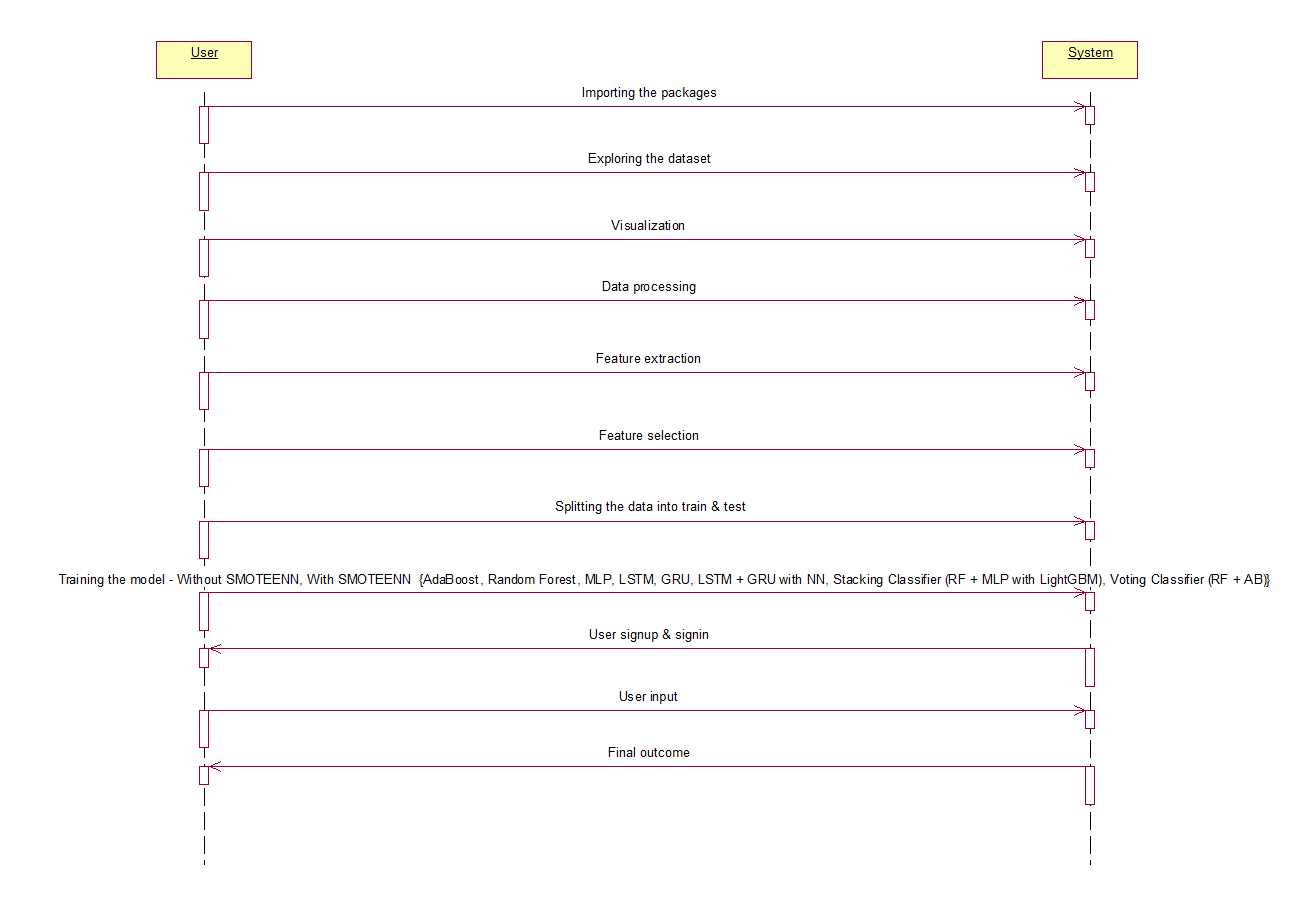 User
System
Importing the packages
Exploring the dataset
Visualization
Data processing
Feature extraction
Feature selection
Splitting the data into train & test
Training the model - Without SMOTEENN, With SMOTEENN  {AdaBoost, Random Forest, MLP, LSTM, GRU, LSTM + GRU with NN, Stacking Classifier (RF + MLP with LightGBM), Voting Classifier (RF + AB)}
User signup & signin
User input
Final outcome